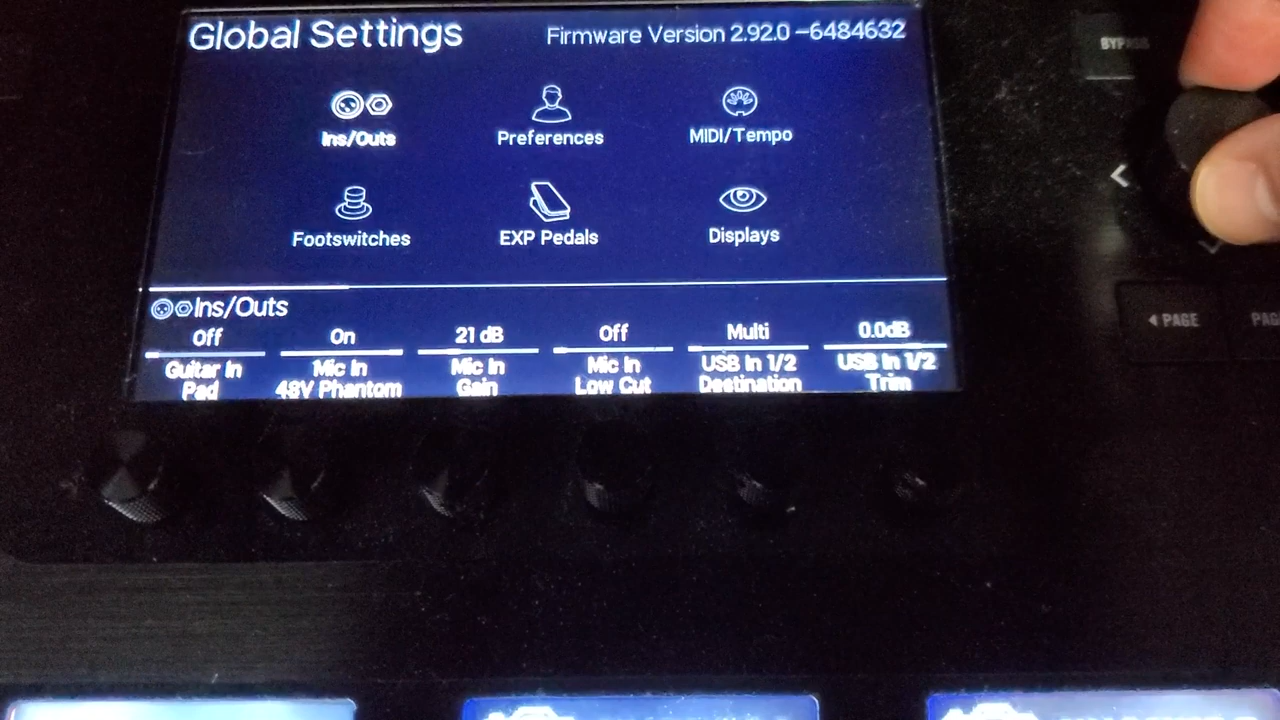 Global Settings
Firmware Version 2.92.0 -6484632
BYPASS
Ins/Outs
Preferences
MIDI/Tempo
Footswitches
EXP Pedals
Displays
Ins/Outs
Off
On
21 dB
Off
Multi
0.0dB
Guitar In
Pad
Mic In
48V Phantom
Mic In
Gain
Mic In
Low Cut
USB In 1/2
Destination
USB In 1/2
Trim
PAGE